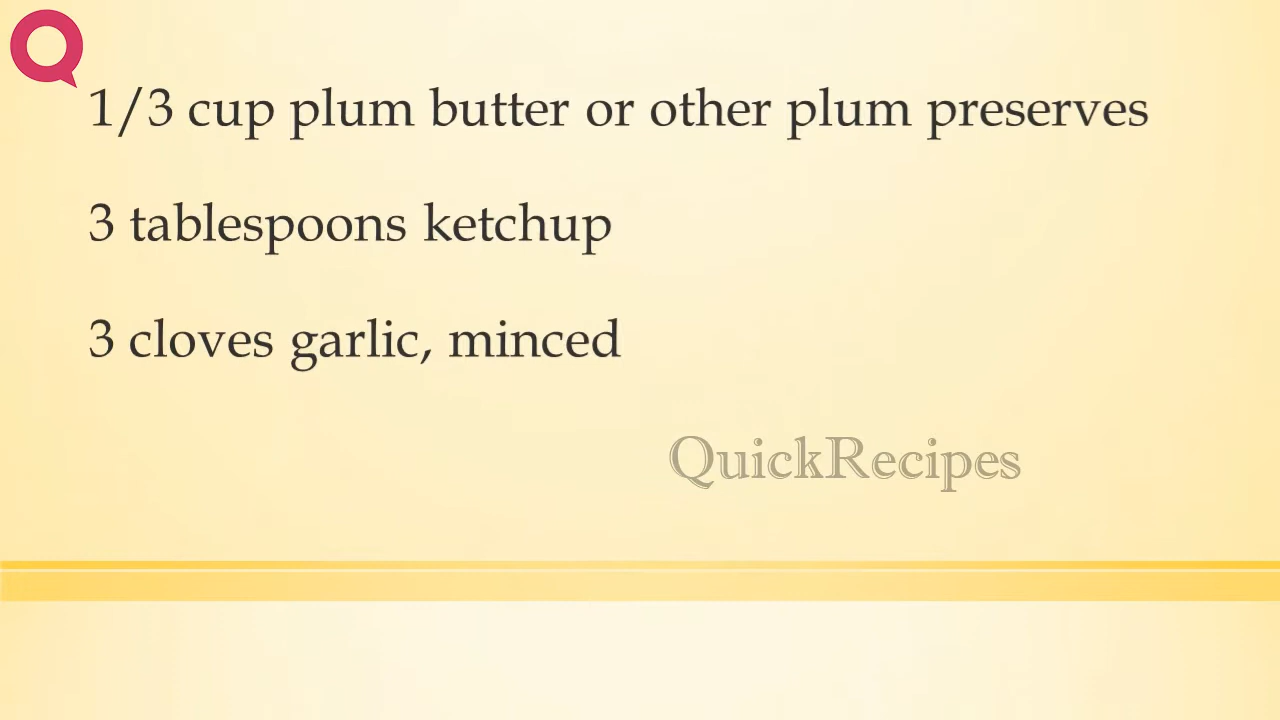 1/3 cup plum butter or other plum preserves
3 tablespoons ketchup
3 cloves garlic, minced
QuickRecipes